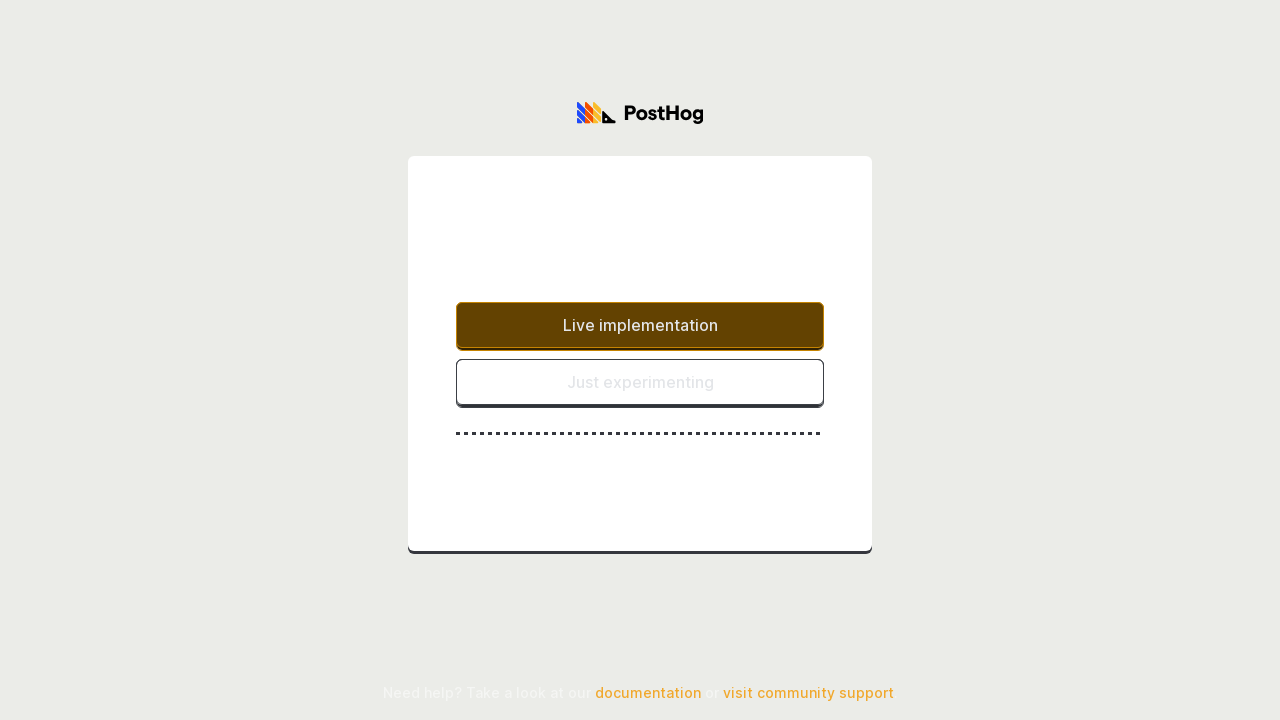 PostHog
Live implementation
Just experimenting
Need help? Take a look at our documentation or visit community support